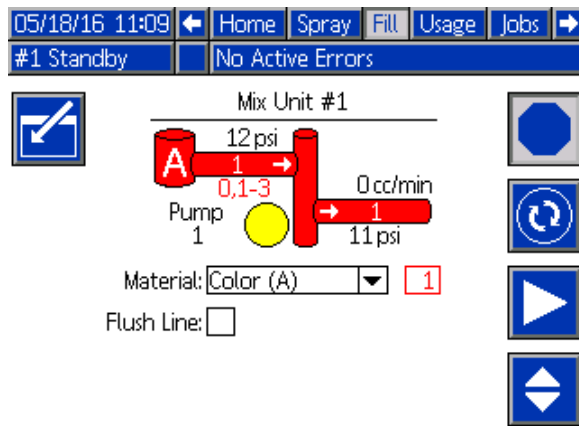 05/18/16 11:09 Home Spray Fill Usage Jobs
#1 Standby No Active Errors
Mix Unit #1
12 psi
A 1
0,1-3
0 cc/min
Pump 1
1
11 psi
Material: Color (A) 1
Flush Line: